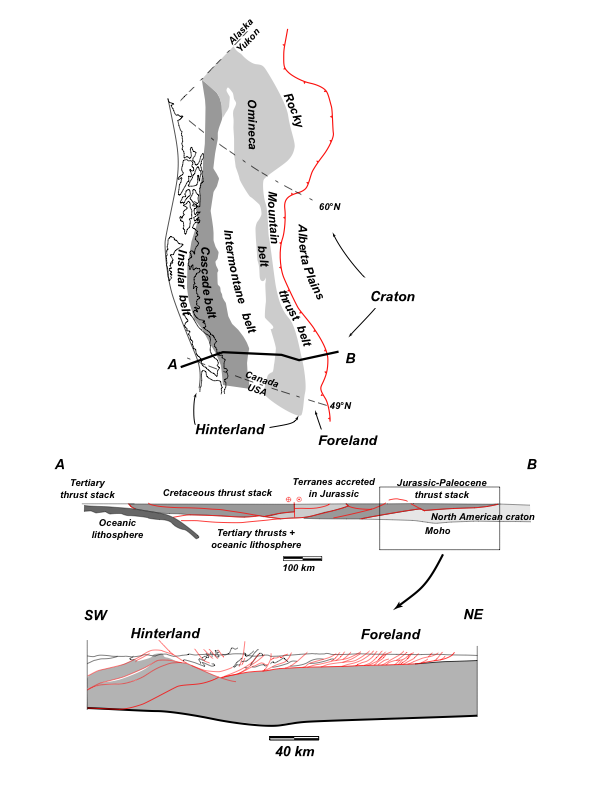 Alaska
Yukon
Rocky
Omineca
60°N
Mountain
belt
Alberta Plains
Intermontane belt
Cascade belt
Insular belt
thrust belt
Craton
A
B
Canada
USA
49°N
Hinterland
Foreland
A
B
Tertiary
thrust stack
Cretaceous thrust stack
Terranes accreted
in Jurassic
Jurassic-Paleocene
thrust stack
Oceanic
lithosphere
Tertiary thrusts +
oceanic lithosphere
North American craton
Moho
100 km
SW
NE
Hinterland
Foreland
40 km